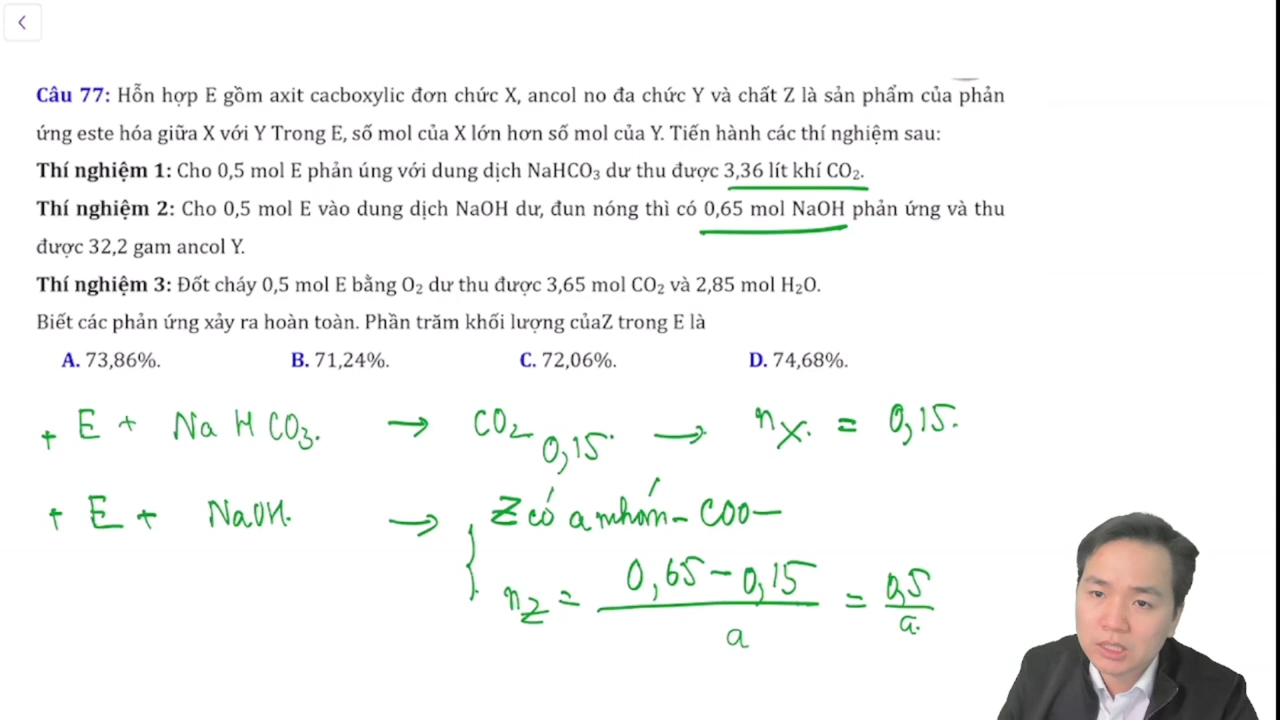 Câu 77: Hỗn hợp E gồm axit cacboxylic đơn chức X, ancol no đa chức Y và chất Z là sản phẩm của phản
ứng este hóa giữa X với Y Trong E, số mol của X lớn hơn số mol của Y. Tiến hành các thí nghiệm sau:
Thí nghiệm 1: Cho 0,5 mol E phản úng với dung dịch NaHCO₃ dư thu được 3,36 lít khí CO₂.
Thí nghiệm 2: Cho 0,5 mol E vào dung dịch NaOH dư, đun nóng thì có 0,65 mol NaOH phản ứng và thu
được 32,2 gam ancol Y.
Thí nghiệm 3: Đốt cháy 0,5 mol E bằng O₂ dư thu được 3,65 mol CO₂ và 2,85 mol H₂O.
Biết các phản ứng xảy ra hoàn toàn. Phần trăm khối lượng củaZ trong E là
A. 73,86%. B. 71,24%. C. 72,06%. D. 74,68%.
+ E + NaHCO₃. → CO₂ 0,15 → n_X = 0,15.
+ E + NaOH. → Z có a nhóm -COO-
n_Z = (0,65 - 0,15)/a = 0,5/a.